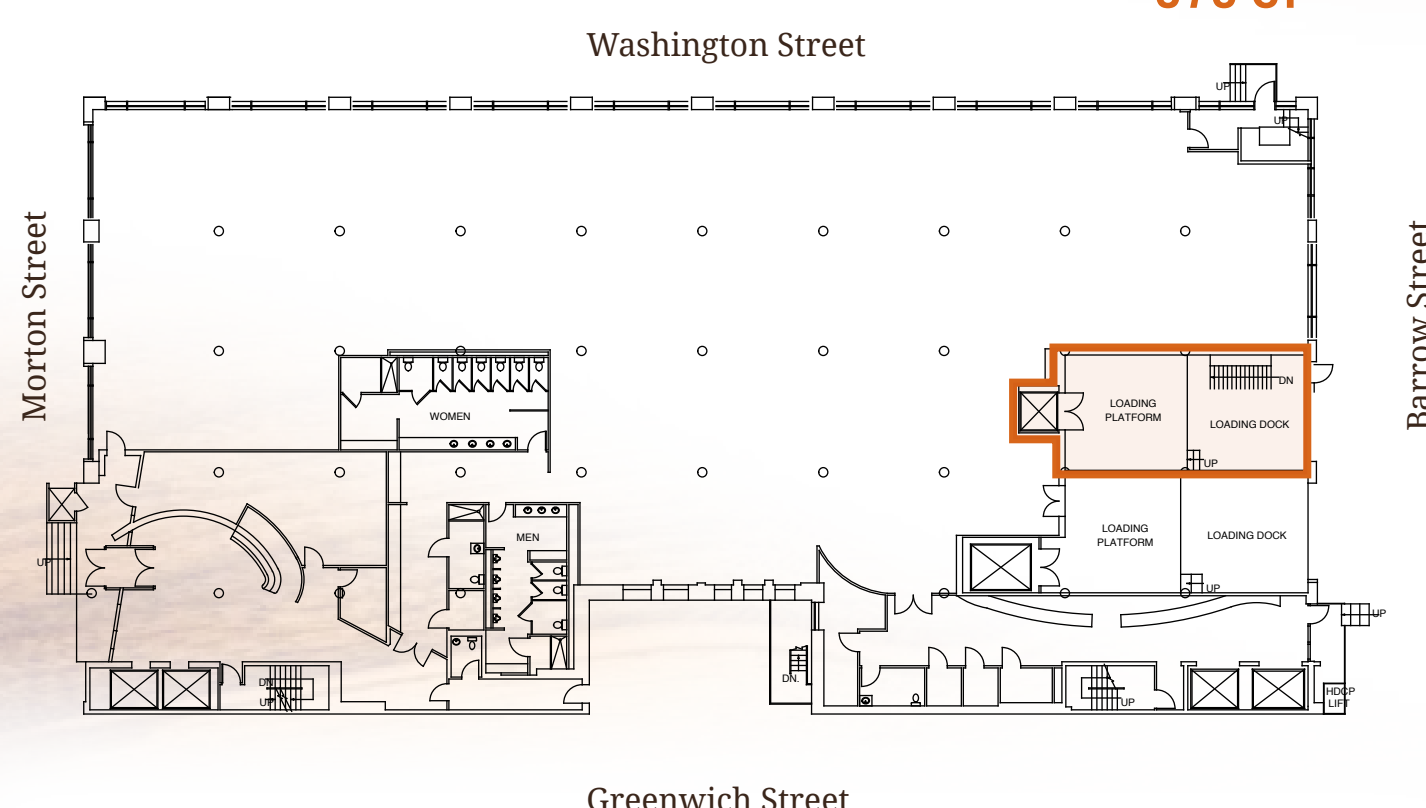 Washington Street
UP
UP
Morton Street
Barrow Street
DN
LOADING
PLATFORM
LOADING DOCK
WOMEN
UP
LOADING
PLATFORM
LOADING DOCK
MEN
UP
UP
UP
DN.
DN
UP
UP
HDCP
LIFT
Greenwich Street